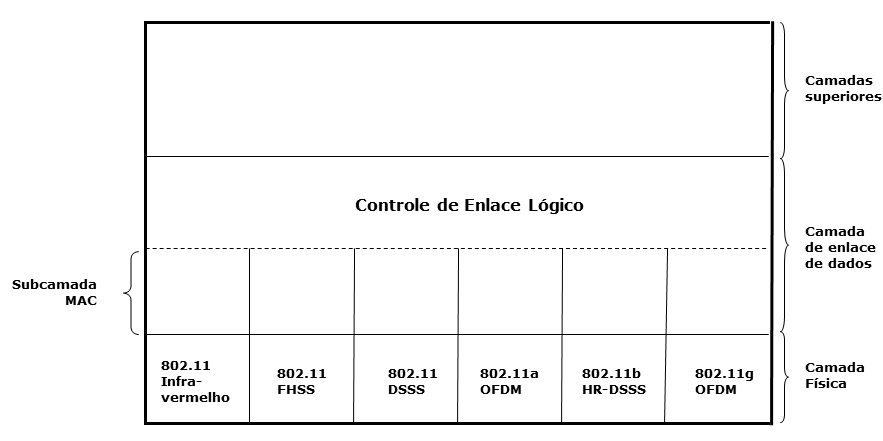 Camadas
superiores
Controle de Enlace Lógico
Camada
de enlace
de dados
Subcamada
MAC
802.11
Infra-
vermelho
802.11
FHSS
802.11
DSSS
802.11a
OFDM
802.11b
HR-DSSS
802.11g
OFDM
Camada
Física